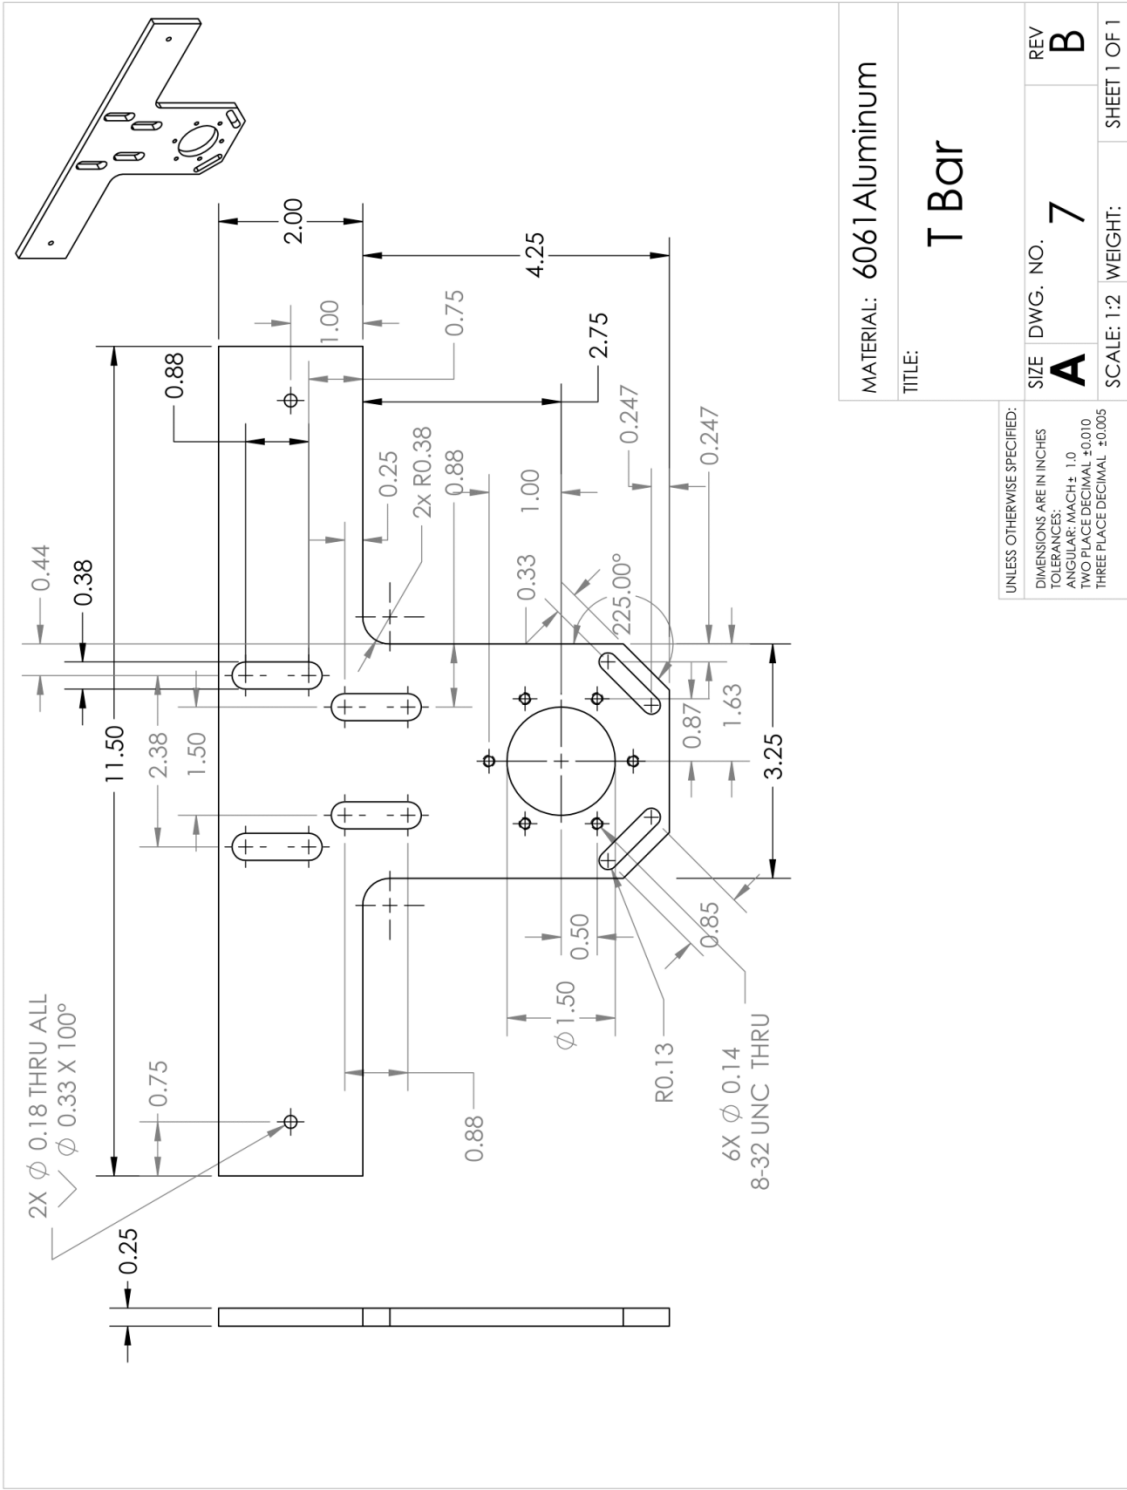 2X ∅ 0.18 THRU ALL
∅ 0.33 X 100°
0.25
0.75
11.50
0.38
0.44
2.38
1.50
0.88
2.00
1.00
0.75
4.25
2.75
0.25
2x R0.38
0.88
0.88
1.00
0.33
225.00°
0.247
0.247
∅ 1.50
0.50
0.87
1.63
3.25
0.85
R0.13
6X ∅ 0.14
8-32 UNC THRU
UNLESS OTHERWISE SPECIFIED:
DIMENSIONS ARE IN INCHES
TOLERANCES:
ANGULAR: MACH± 1.0
TWO PLACE DECIMAL ±0.010
THREE PLACE DECIMAL ±0.005
MATERIAL: 6061 Aluminum
TITLE:
T Bar
SIZE
A
DWG. NO.
7
REV
B
SCALE: 1:2
WEIGHT:
SHEET 1 OF 1